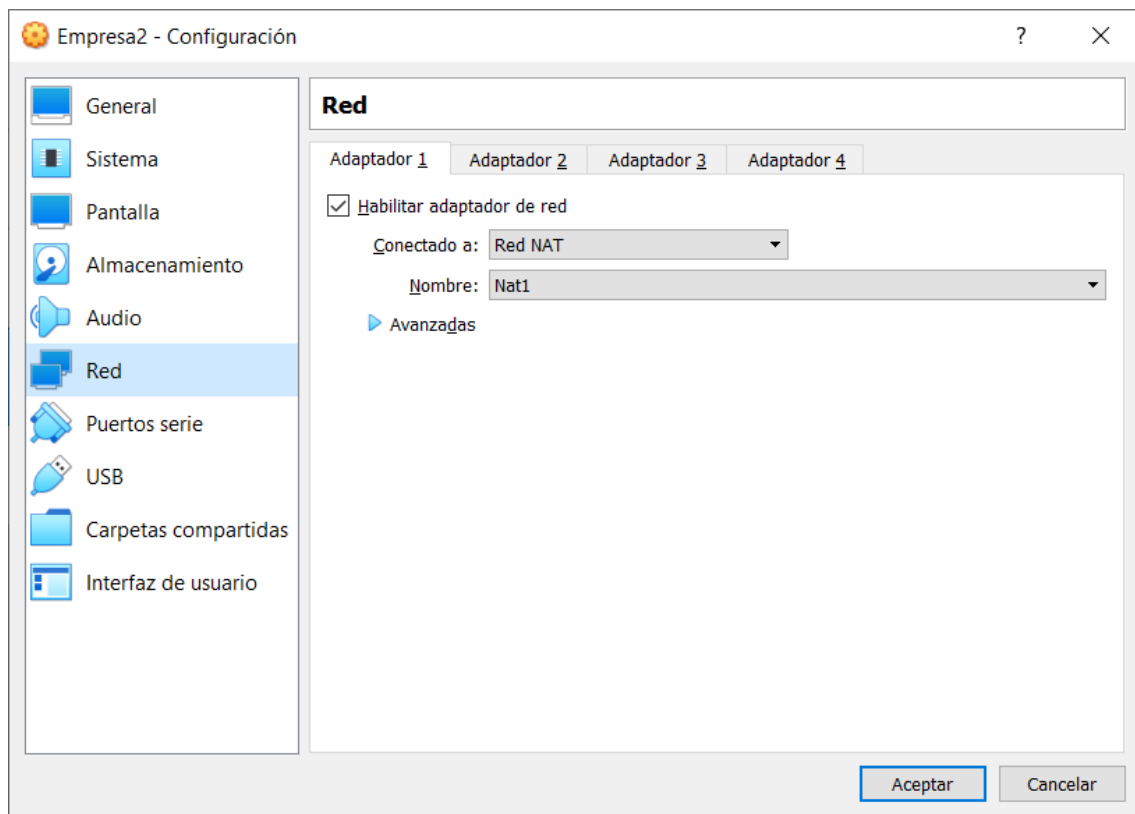 Empresa2 - Configuración
?
General
Sistema
Pantalla
Almacenamiento
Audio
Red
Puertos serie
USB
Carpetas compartidas
Interfaz de usuario
Red
Adaptador 1 Adaptador 2 Adaptador 3 Adaptador 4
Habilitar adaptador de red
Conectado a: Red NAT
Nombre: Nat1
Avanzadas
Aceptar Cancelar